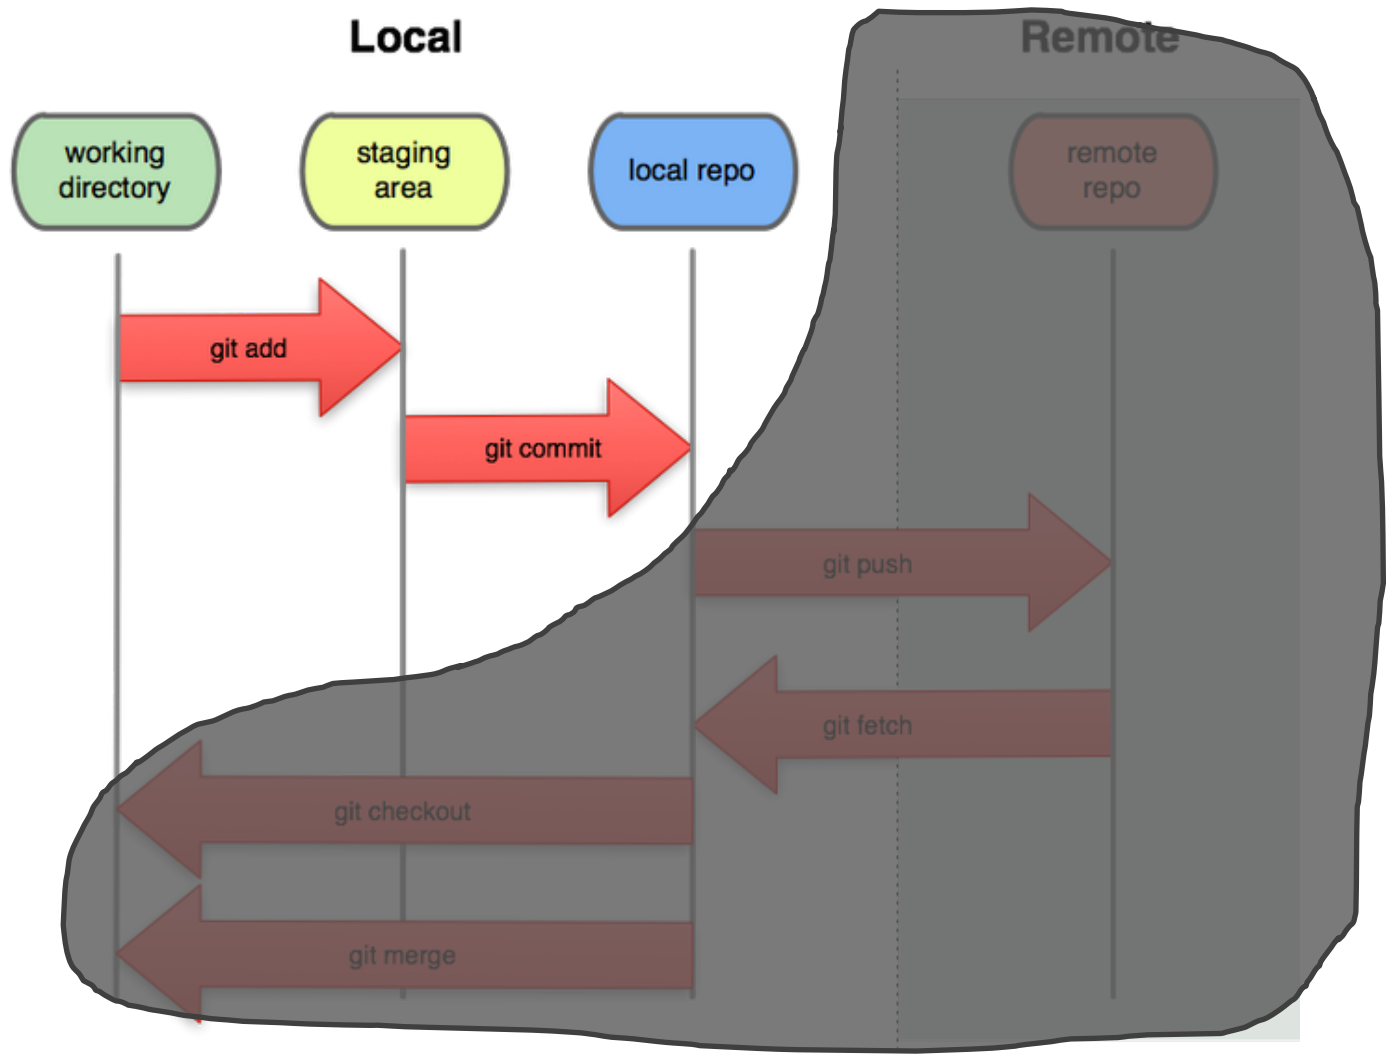 Local
Remote
working
directory
staging
area
local repo
remote
repo
git add
git commit
git push
git fetch
git checkout
git merge